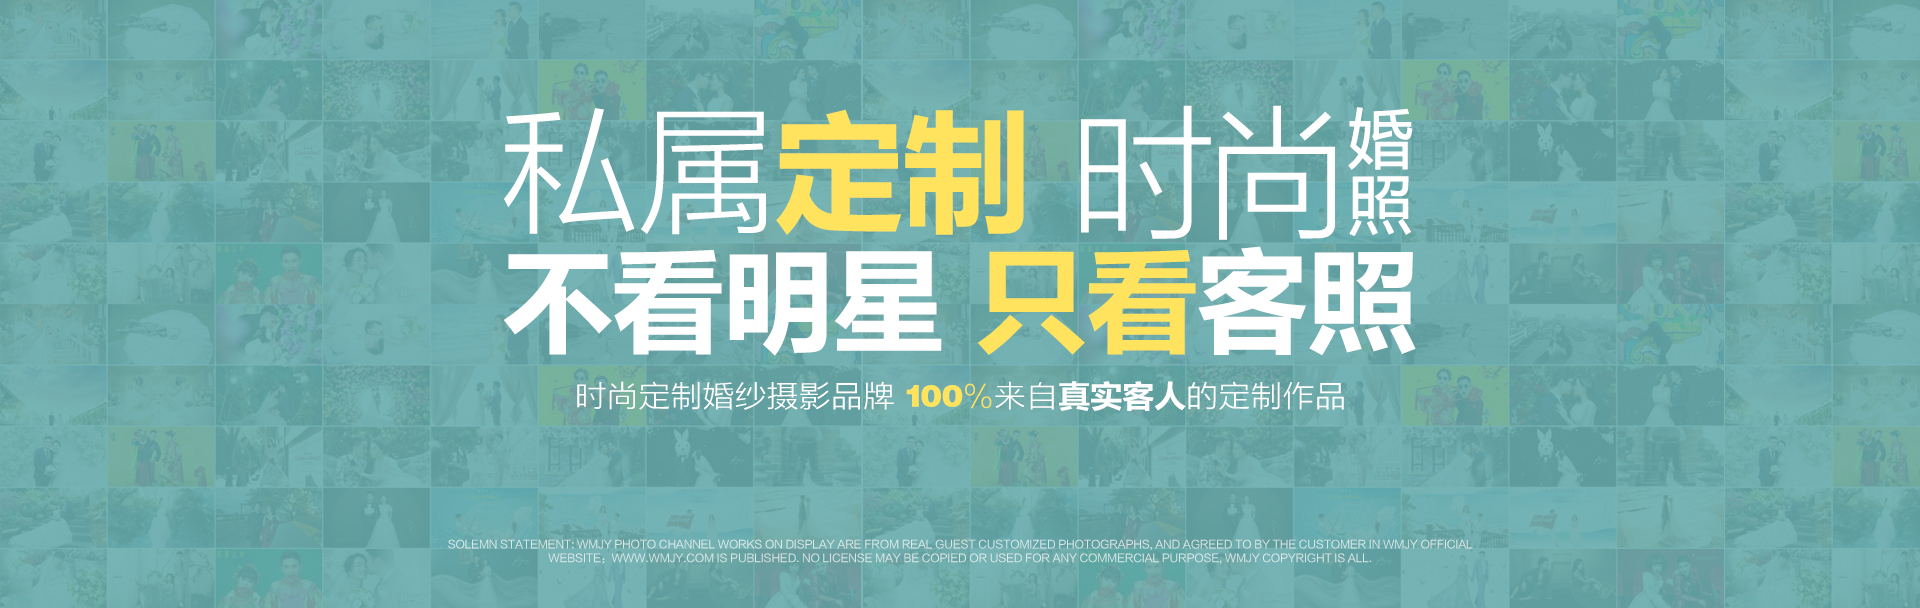 私属定制 时尚婚照
不看明星 只看客照
时尚定制婚纱摄影品牌 100%来自真实客人的定制作品
SOLEMN STATEMENT: WMJY PHOTO CHANNEL WORKS ON DISPLAY ARE FROM REAL GUEST CUSTOMIZED PHOTOGRAPHS, AND AGREED TO BY THE CUSTOMER IN WMJY OFFICIAL
WEBSITE：WWW.WMJY.COM IS PUBLISHED. NO LICENSE MAY BE COPIED OR USED FOR ANY COMMERCIAL PURPOSE, WMJY COPYRIGHT IS ALL.